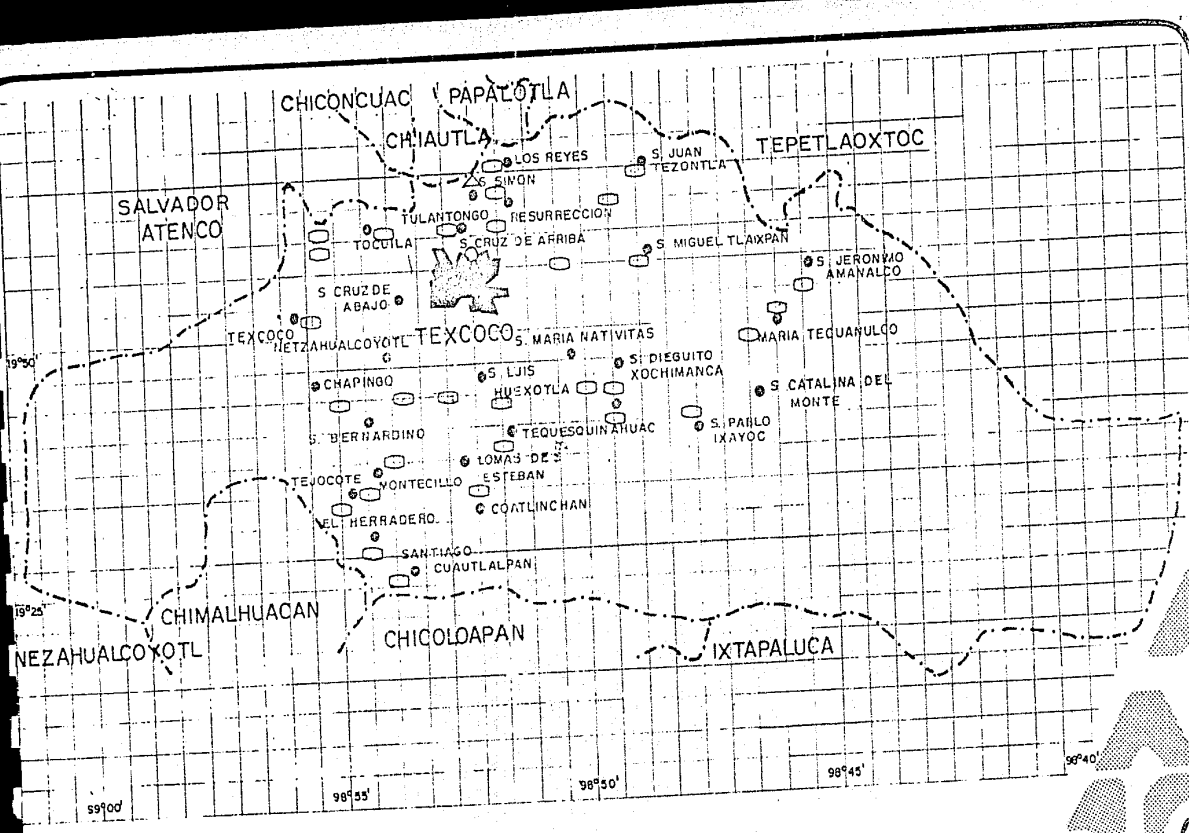 CHICONCUAC
PAPALOTLA
CHIAUTLA
TEPETLAOXTOC
LOS REYES
S. JUAN
TEZONTLA
S. SIMON
SALVADOR
ATENCO
TULANTONGO
RESURRECCION
TOCUILA
S. CRUZ DE ARRIBA
S. MIGUEL TLAIXPAN
S. JERONIMO
AMANALCO
S. CRUZ DE
ABAJO
TEXCOCO
NETZAHUALCOYOTL
TEXCOCO
S. MARIA NATIVITAS
MARIA TECUANULCO
19°50'
S. DIEGUITO
XOCHIMANCA
CHAPINGO
S. LUIS
HUEXOTLA
S. CATALINA DEL
MONTE
S. BERNARDINO
TEQUESQUINAHUAC
S. PABLO
IXAYOC
LOMAS DE S.
ESTEBAN
TEJOCOTE
MONTECILLO
COATLINCHAN
EL HERRADERO
SANTIAGO
CUAUTLALPAN
19°25'
CHIMALHUACAN
CHICOLOAPAN
NEZAHUALCOYOTL
IXTAPALUCA
99°00'
98°55'
98°50'
98°45'
98°40'